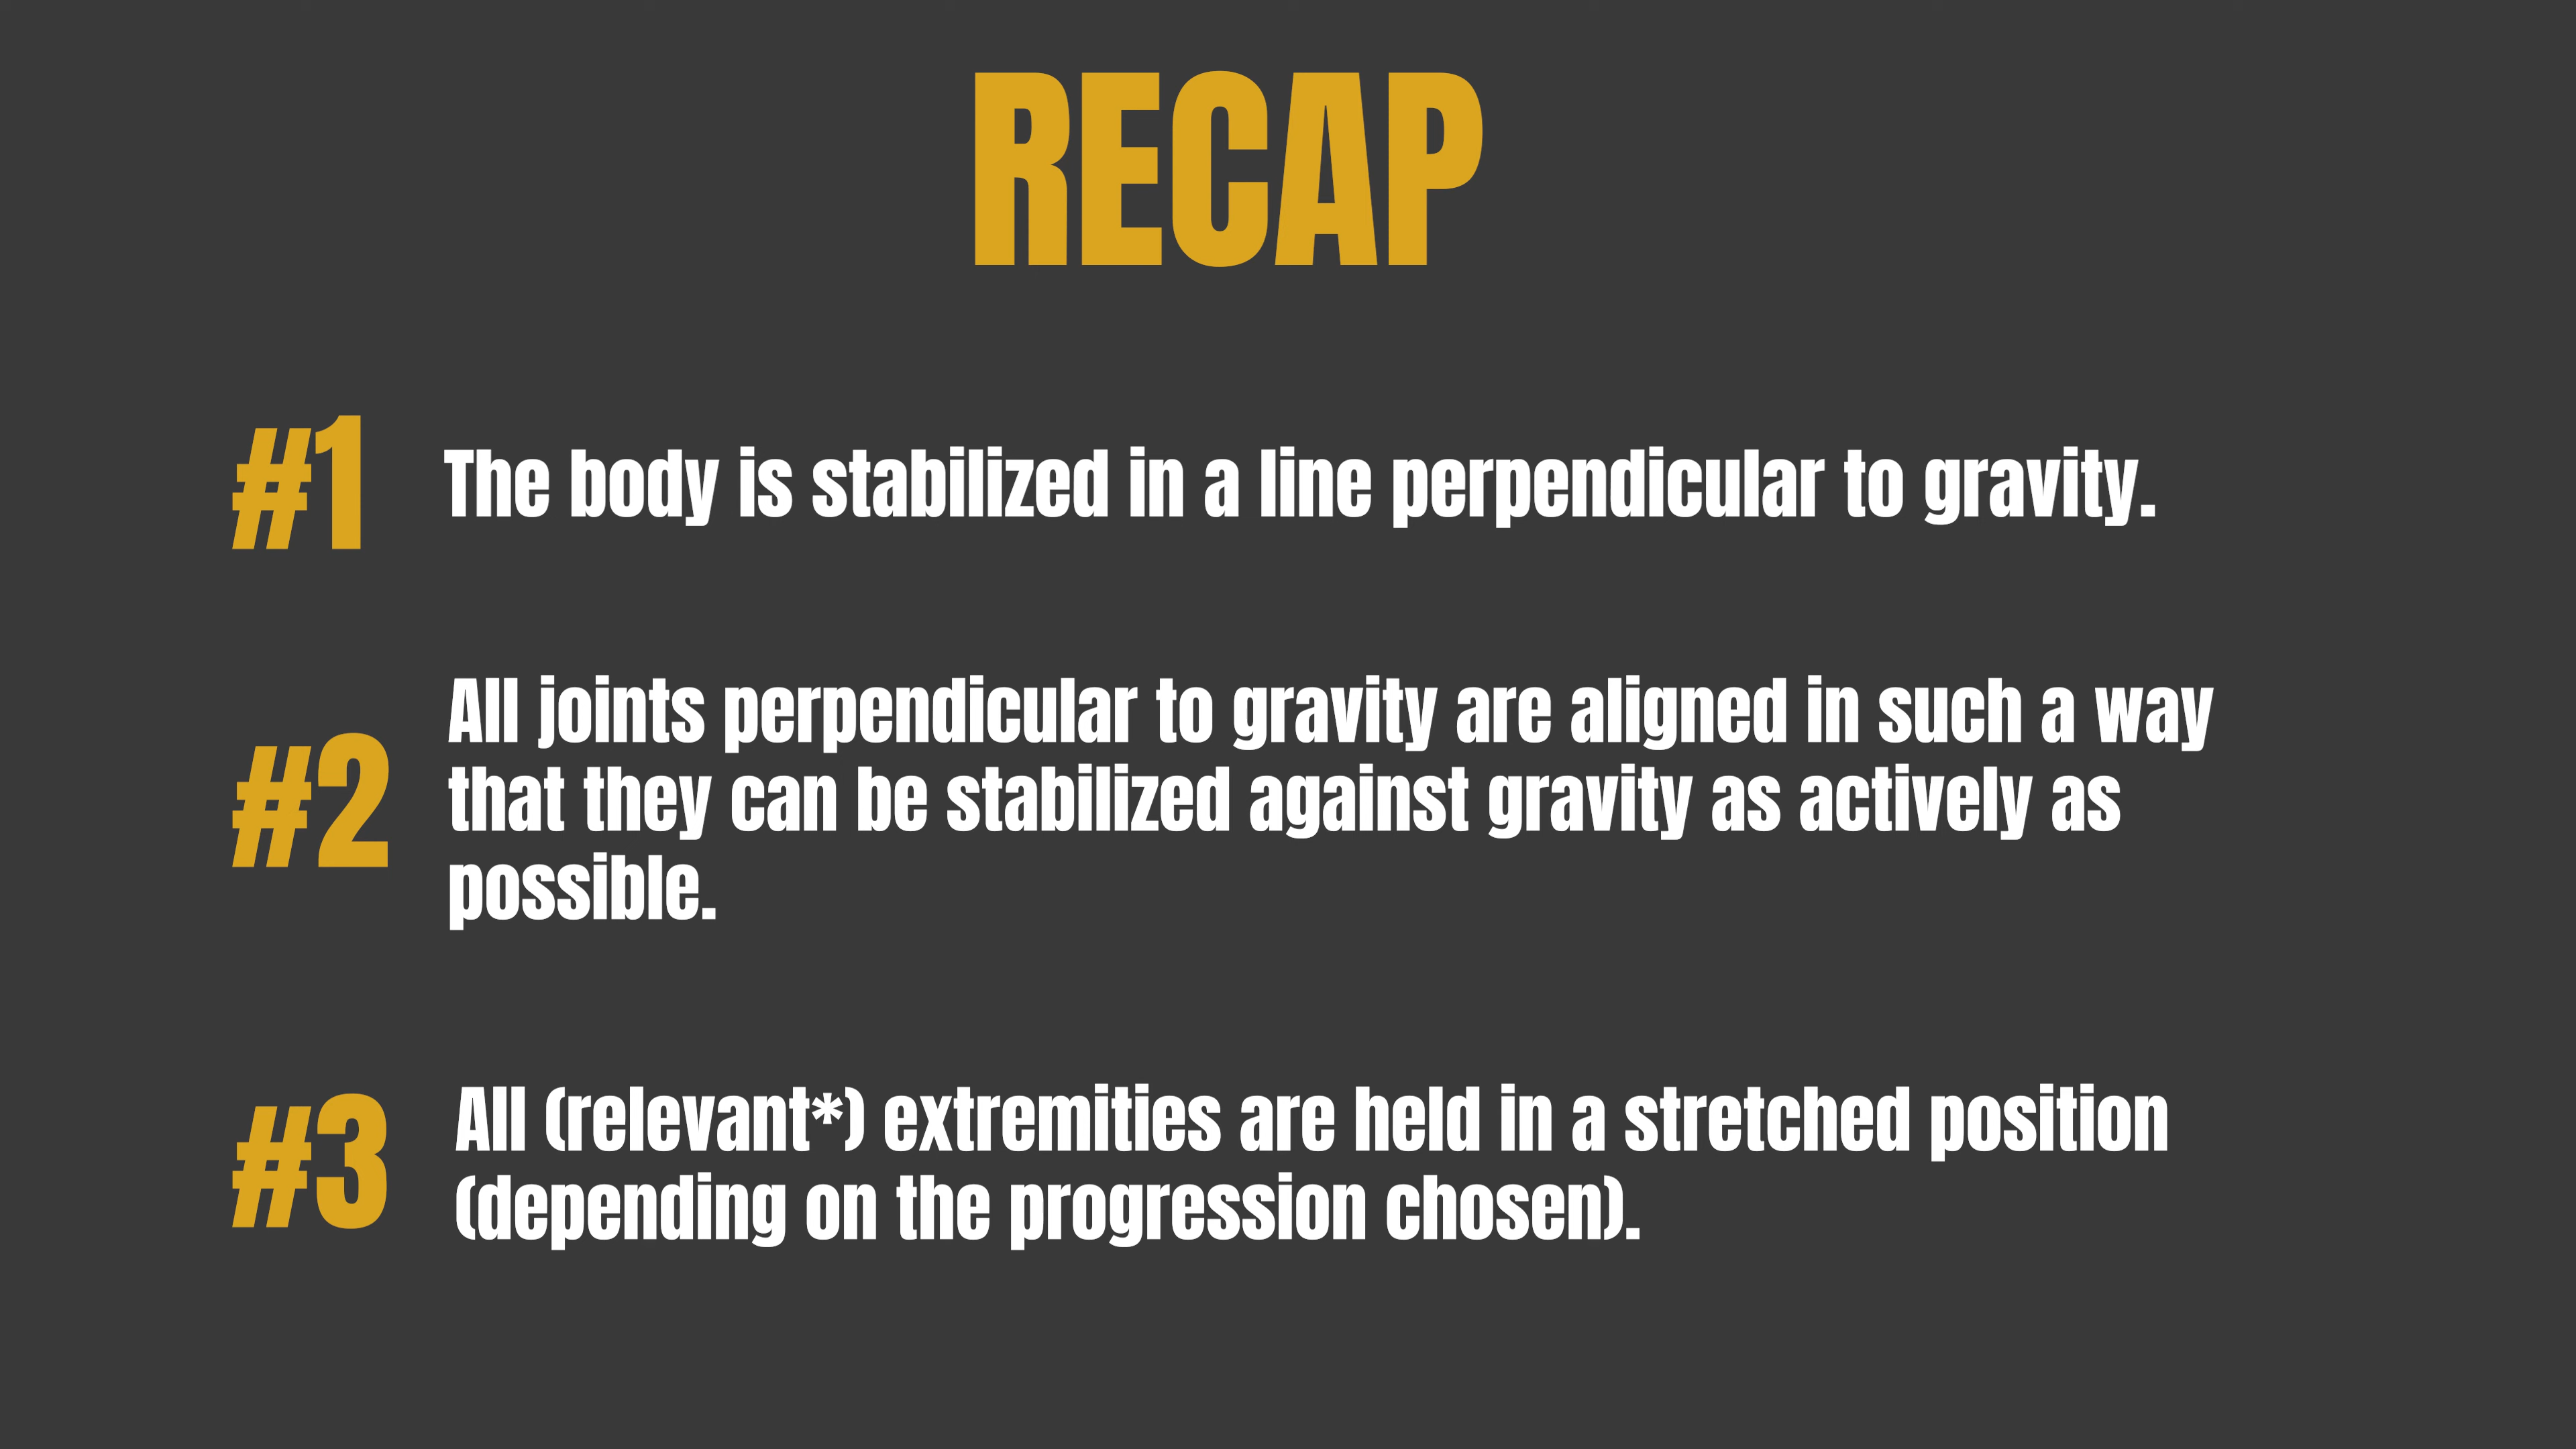 RECAP
#1
The body is stabilized in a line perpendicular to gravity.
#2
All joints perpendicular to gravity are aligned in such a way
that they can be stabilized against gravity as actively as
possible.
#3
All (relevant*) extremities are held in a stretched position
(depending on the progression chosen).